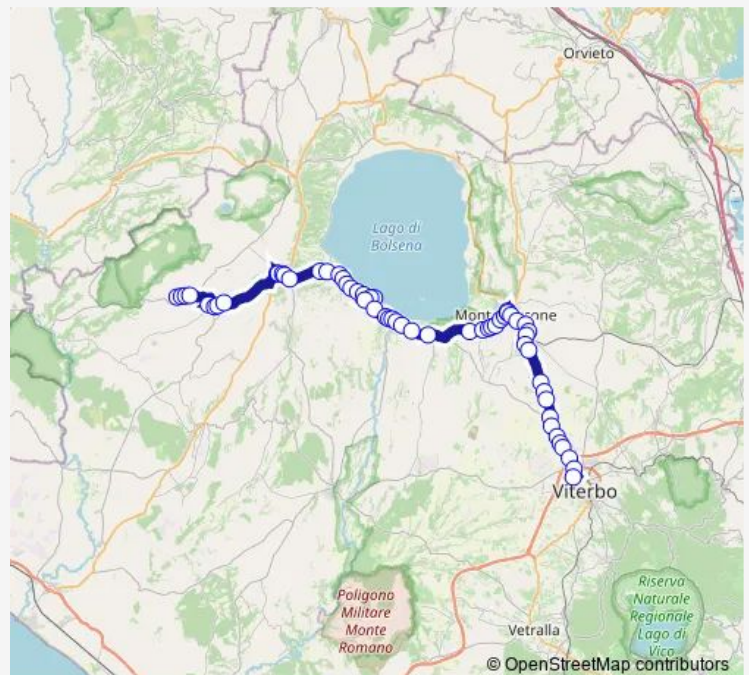 Orvieto
Lago di
Bolsena
Viterbo
Poligono
Militare
Monte
Romano
Vetralla
Riserva
Naturale
Regionale
Lago di
Vico
© OpenStreetMap contributors